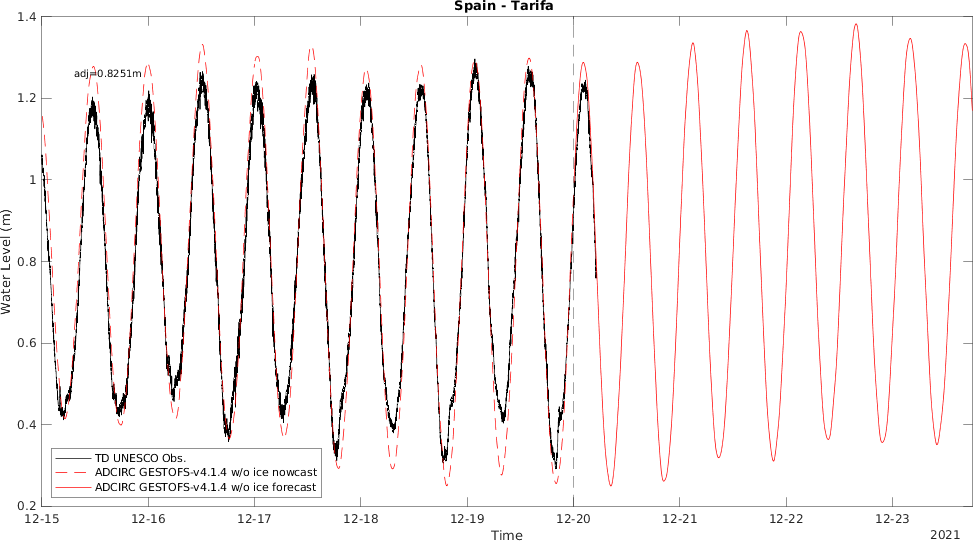 Spain - Tarifa
1.4
adj=0.8251m
1.2
1
Water Level (m)
0.8
0.6
0.4
0.2
TD UNESCO Obs.
ADCIRC GESTOFS-v4.1.4 w/o ice nowcast
ADCIRC GESTOFS-v4.1.4 w/o ice forecast
12-15 12-16 12-17 12-18 12-19 12-20 12-21 12-22 12-23
Time
2021